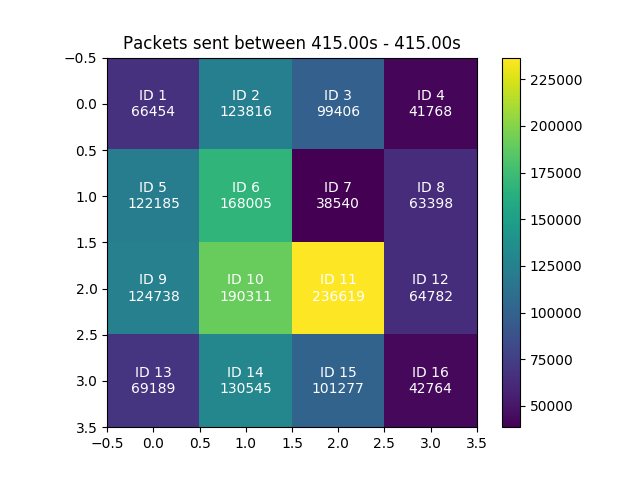 Packets sent between 415.00s - 415.00s
−0.5
0.0
0.5
1.0
1.5
2.0
2.5
3.0
3.5
ID 1
66454
ID 2
123816
ID 3
99406
ID 4
41768
ID 5
122185
ID 6
168005
ID 7
38540
ID 8
63398
ID 9
124738
ID 10
190311
ID 11
236619
ID 12
64782
ID 13
69189
ID 14
130545
ID 15
101277
ID 16
42764
−0.5
0.0
0.5
1.0
1.5
2.0
2.5
3.0
3.5
225000
200000
175000
150000
125000
100000
75000
50000